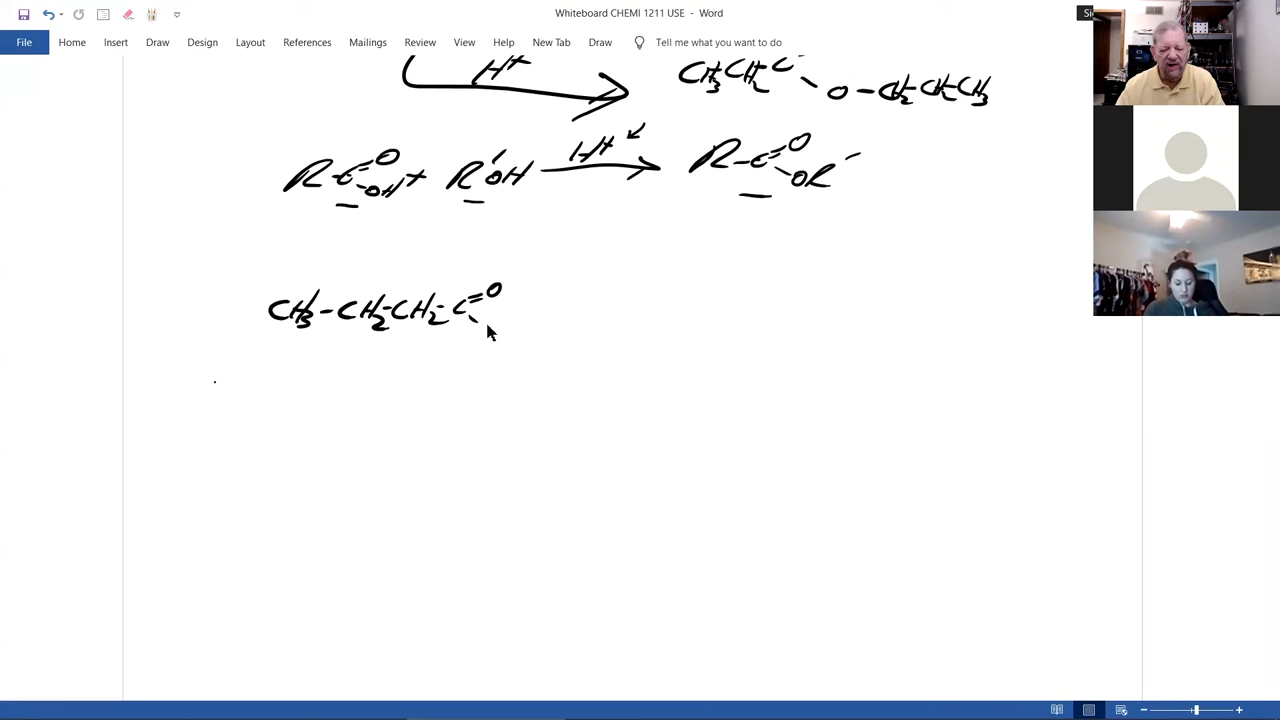 Whiteboard CHEMI 1211 USE - Word
File Home Insert Draw Design Layout References Mailings Review View Help New Tab Draw Tell me what you want to do
H+ CH3CH2C
O-CH2CH2CH3
R-C=O OH + R'OH H+ R-C=O OR'
CH3-CH2-CH2-C=O